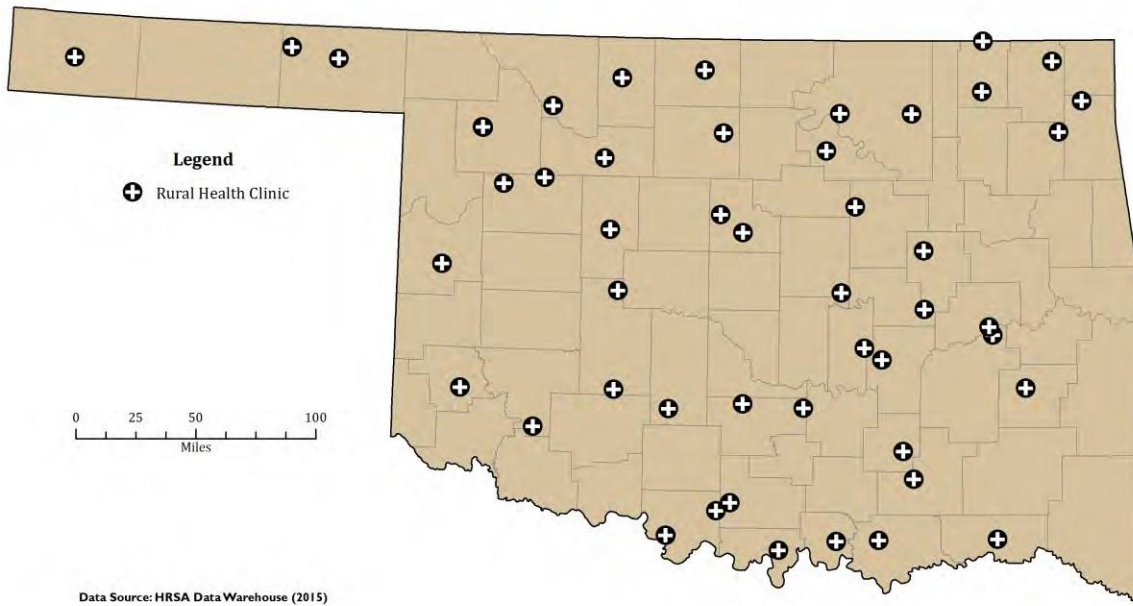 Legend
Rural Health Clinic
0 25 50 100
Miles
Data Source: HRSA Data Warehouse (2015)